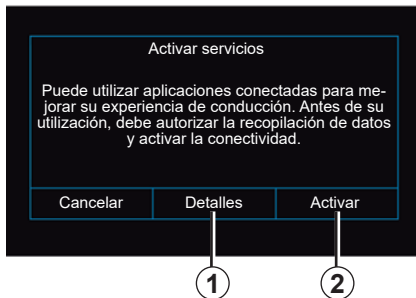 Activar servicios
Puede utilizar aplicaciones conectadas para me-
jorar su experiencia de conducción. Antes de su
utilización, debe autorizar la recopilación de datos
y activar la conectividad.
Cancelar Detalles Activar
1 2